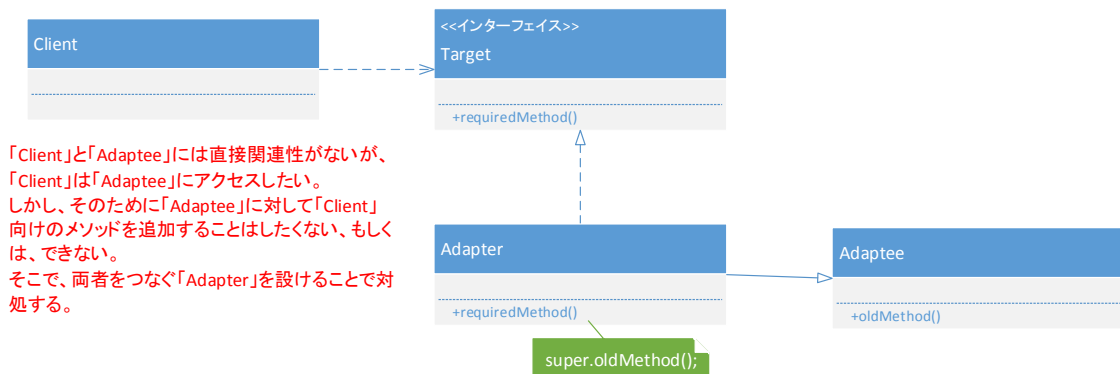 Client
<<インターフェイス>>
Target
+requiredMethod()
「Client」と「Adaptee」には直接関連性がないが、
「Client」は「Adaptee」にアクセスしたい。
しかし、そのために「Adaptee」に対して「Client」
向けのメソッドを追加することはしたくない、もしく
は、できない。
そこで、両者をつなぐ「Adapter」を設けることで対
処する。
Adapter
+requiredMethod()
Adaptee
+oldMethod()
super.oldMethod();